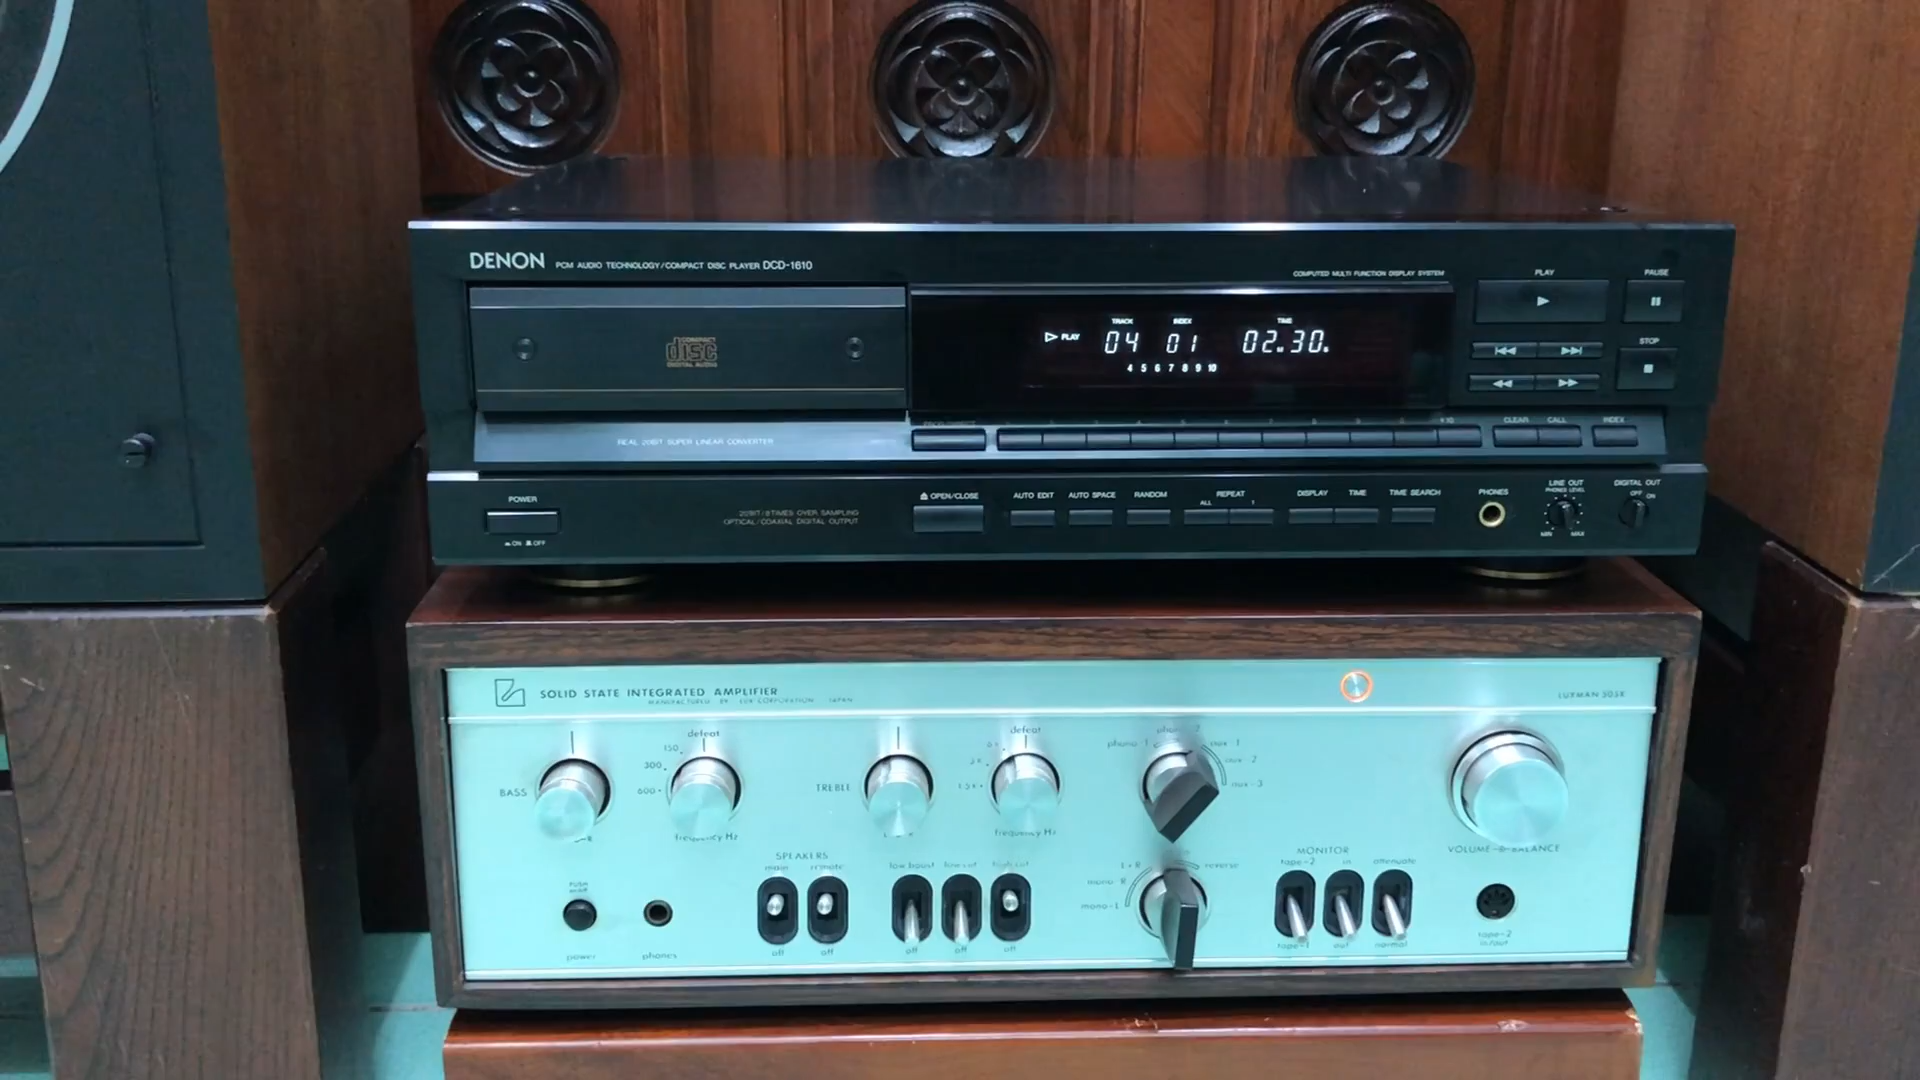 DENON PCM AUDIO TECHNOLOGY/COMPACT DISC PLAYER DCD-1610
COMPUTED MULTI FUNCTION DISPLAY SYSTEM
PLAY
PAUSE
COMPACT
disc
DIGITAL AUDIO
TRACK INDEX TIME
PLAY 04 01 02.30.
4 5 6 7 8 9 10
STOP
REAL 20BIT SUPER LINEAR CONVERTER
+10
CLEAR CALL INDEX
POWER
ON OFF
20BIT/8TIMES OVER SAMPLING
OPTICAL/COAXIAL DIGITAL OUTPUT
OPEN/CLOSE
AUTO EDIT AUTO SPACE RANDOM REPEAT
ALL 1
DISPLAY TIME TIME SEARCH
PHONES
LINE OUT
PHONES LEVEL
MIN MAX
DIGITAL OUT
OFF ON
SOLID STATE INTEGRATED AMPLIFIER
MANUFACTURED BY LUX CORPORATION JAPAN
LUXMAN 505X
BASS
defeat
150
300
600
frequency Hz
TREBLE
defeat
frequency Hz
phono-1
aux-1
aux-2
aux-3
VOLUME BALANCE
SPEAKERS
main remote
off off
low boost low cut high cut
off off off
L+R
reverse
mono-R
mono-L
MONITOR
tape-2 in attenuate
tape-1 out normal
PUSH
on/off
power
phones
tape-2
in/out